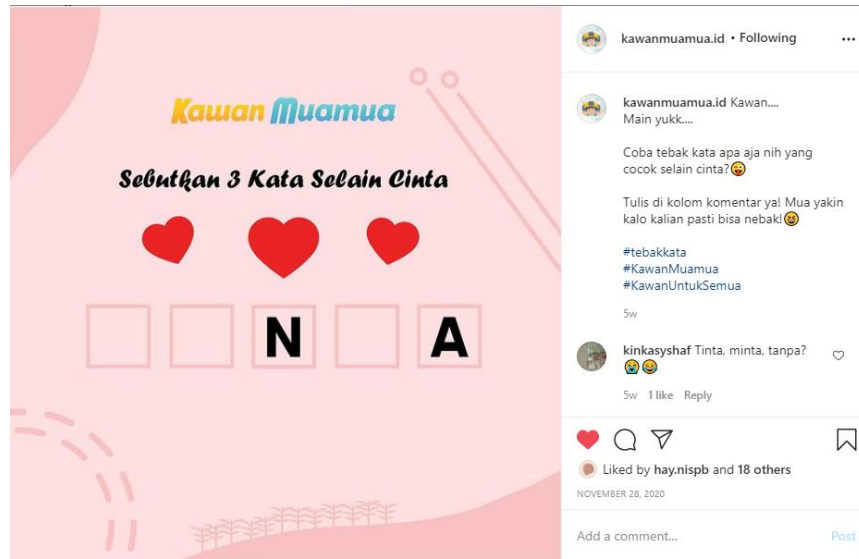 Kawan Muamua
Sebutkan 3 Kata Selain Cinta
N A
kawanmuamua.id • Following
kawanmuamua.id Kawan....
Main yukk....
Coba tebak kata apa aja nih yang
cocok selain cinta?😜
Tulis di kolom komentar ya! Mua yakin
kalo kalian pasti bisa nebak!😆
#tebakkata
#KawanMuamua
#KawanUntukSemua
5w
kinkasyshaf Tinta, minta, tanpa?
😭😂
5w 1 like Reply
Liked by hay.nispb and 18 others
NOVEMBER 28, 2020
Add a comment... Post